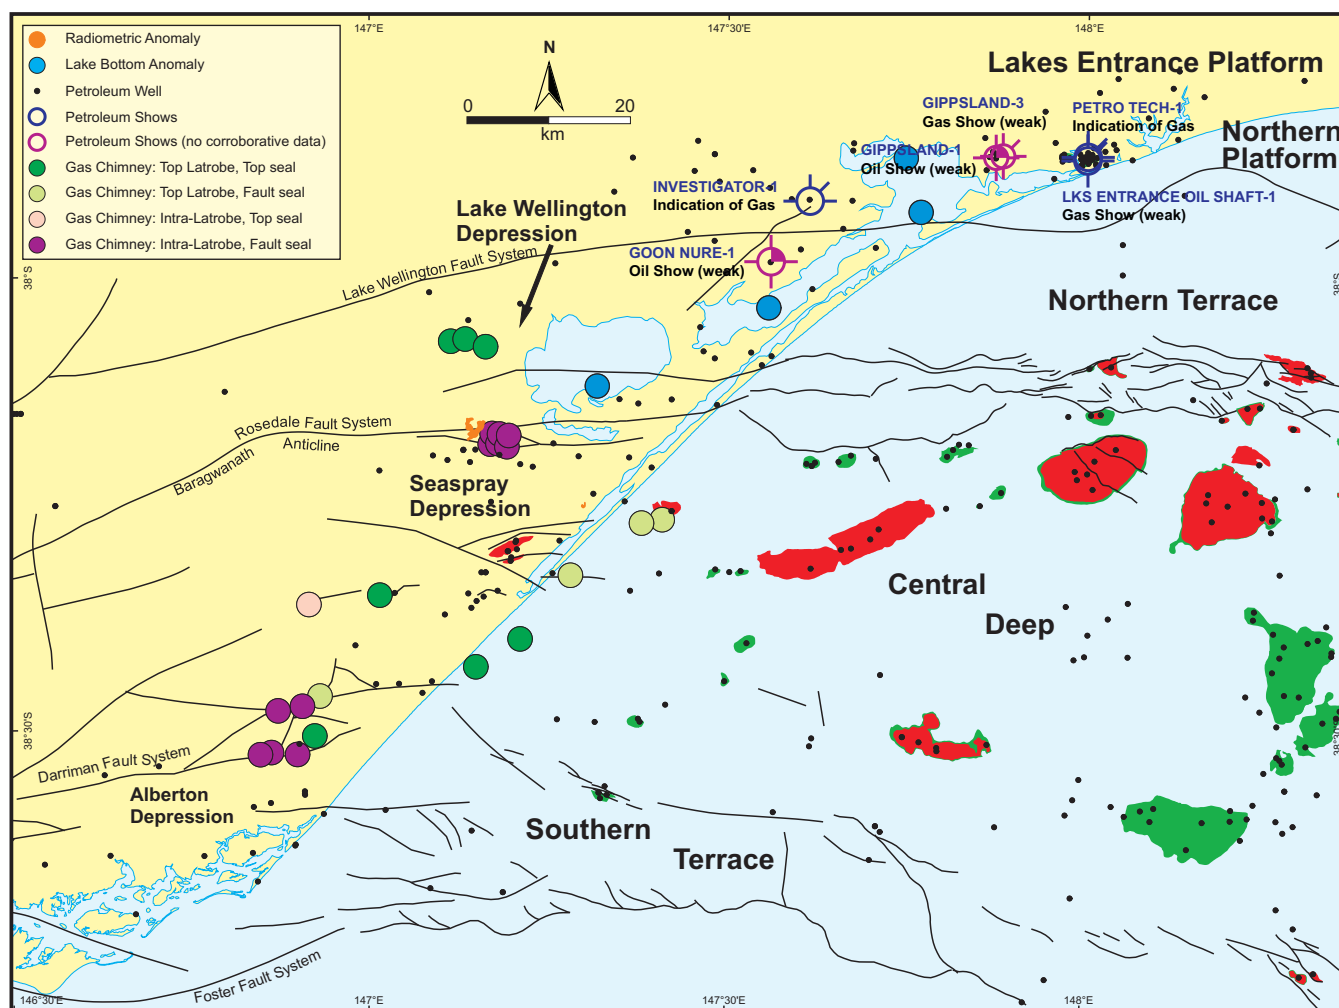 147°E
147°30'E
148°E
Radiometric Anomaly
Lake Bottom Anomaly
Petroleum Well
Petroleum Shows
Petroleum Shows (no corroborative data)
Gas Chimney: Top Latrobe, Top seal
Gas Chimney: Top Latrobe, Fault seal
Gas Chimney: Intra-Latrobe, Top seal
Gas Chimney: Intra-Latrobe, Fault seal
N
0
20
km
Lakes Entrance Platform
GIPPSLAND-3
Gas Show (weak)
PETRO TECH-1
Indication of Gas
Northern
Platform
GIPPSLAND-1
Oil Show (weak)
INVESTIGATOR-1
Indication of Gas
LKS ENTRANCE OIL SHAFT-1
Gas Show (weak)
Lake Wellington
Depression
GOON NURE-1
Oil Show (weak)
Lake Wellington Fault System
38°S
38°S
Northern Terrace
Rosedale Fault System
Anticline
Baragwanath
Seaspray
Depression
Central
Deep
38°30'S
38°30'S
Darriman Fault System
Alberton
Depression
Southern
Terrace
Foster Fault System
146°30'E
147°E
147°30'E
148°E